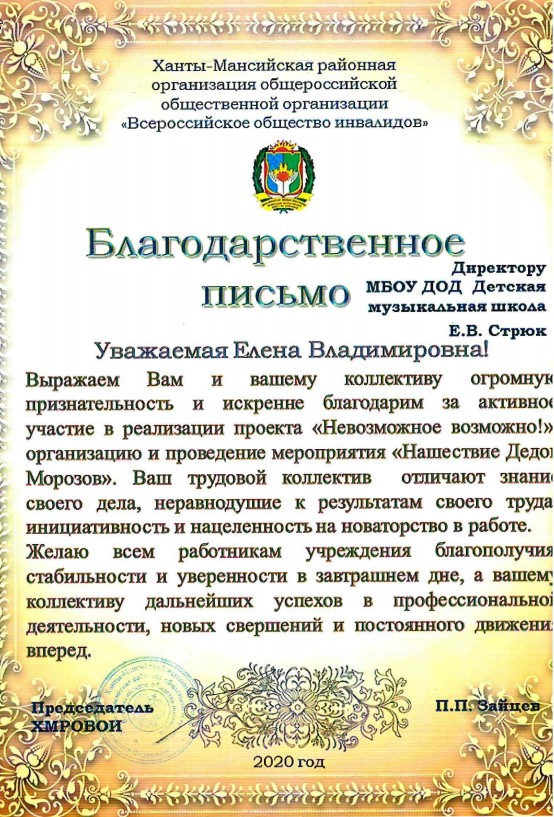 Ханты-Мансийская районная
организация общероссийской
общественной организации
«Всероссийское общество инвалидов»
Благодарственное
письмо
Директору
МБОУ ДОД Детская
музыкальная школа
Е.В. Стрюк
Уважаемая Елена Владимировна!
Выражаем Вам и вашему коллективу огромную
признательность и искренне благодарим за активное
участие в реализации проекта «Невозможное возможно!»
организацию и проведение мероприятия «Нашествие Дедов
Морозов». Ваш трудовой коллектив отличают знание
своего дела, неравнодушие к результатам своего труда
инициативность и нацеленность на новаторство в работе.
Желаю всем работникам учреждения благополучия
стабильности и уверенности в завтрашнем дне, а вашему
коллективу дальнейших успехов в профессиональной
деятельности, новых свершений и постоянного движения
вперед.
Председатель
ХМРОВОИ
П.П. Зайцев
2020 год